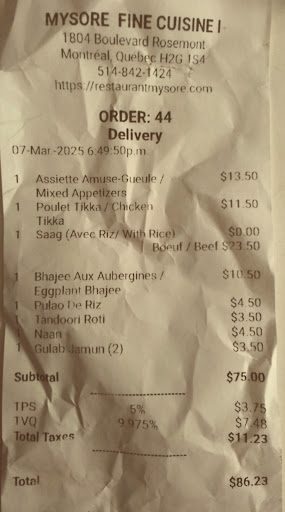 MYSORE FINE CUISINE I
1804 Boulevard Rosemont
Montréal, Quebec H2G 1S4
514-842-1424
https://restaurantmysore.com
ORDER: 44
Delivery
07-Mar.-2025 6:49:50p.m.
1 Assiette Amuse-Gueule / $13.50
Mixed Appetizers
1 Poulet Tikka / Chicken $11.50
Tikka
1 Saag (Avec Riz/ With Rice) $0.00
Boeuf / Beef $23.50
1 Bhajee Aux Aubergines / $10.50
Eggplant Bhajee
1 Pulao De Riz $4.50
1 Tandoori Roti $3.50
1 Naan $4.50
1 Gulab Jamun (2) $3.50
Subtotal $75.00
TPS 5% $3.75
TVQ 9.975% $7.48
Total Taxes $11.23
Total $86.23